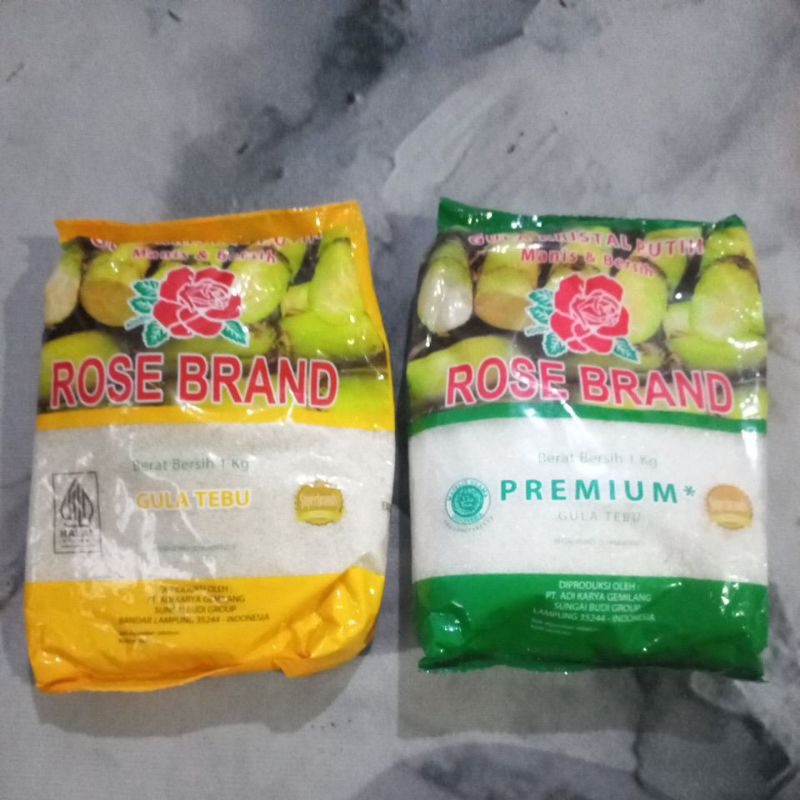 Manis & Bersih
ROSE BRAND
Berat Bersih 1 Kg
GULA TEBU
DIPRODUKSI OLEH :
PT. ADI KARYA GEMILANG
SUNGAI BUDI GROUP
BANDAR LAMPUNG 35244 - INDONESIA
GULA KRISTAL PUTIH
Manis & Bersih
ROSE BRAND
Berat Bersih 1 Kg
PREMIUM*
GULA TEBU
DIPRODUKSI OLEH :
PT. ADI KARYA GEMILANG
SUNGAI BUDI GROUP
LAMPUNG 35244 - INDONESIA